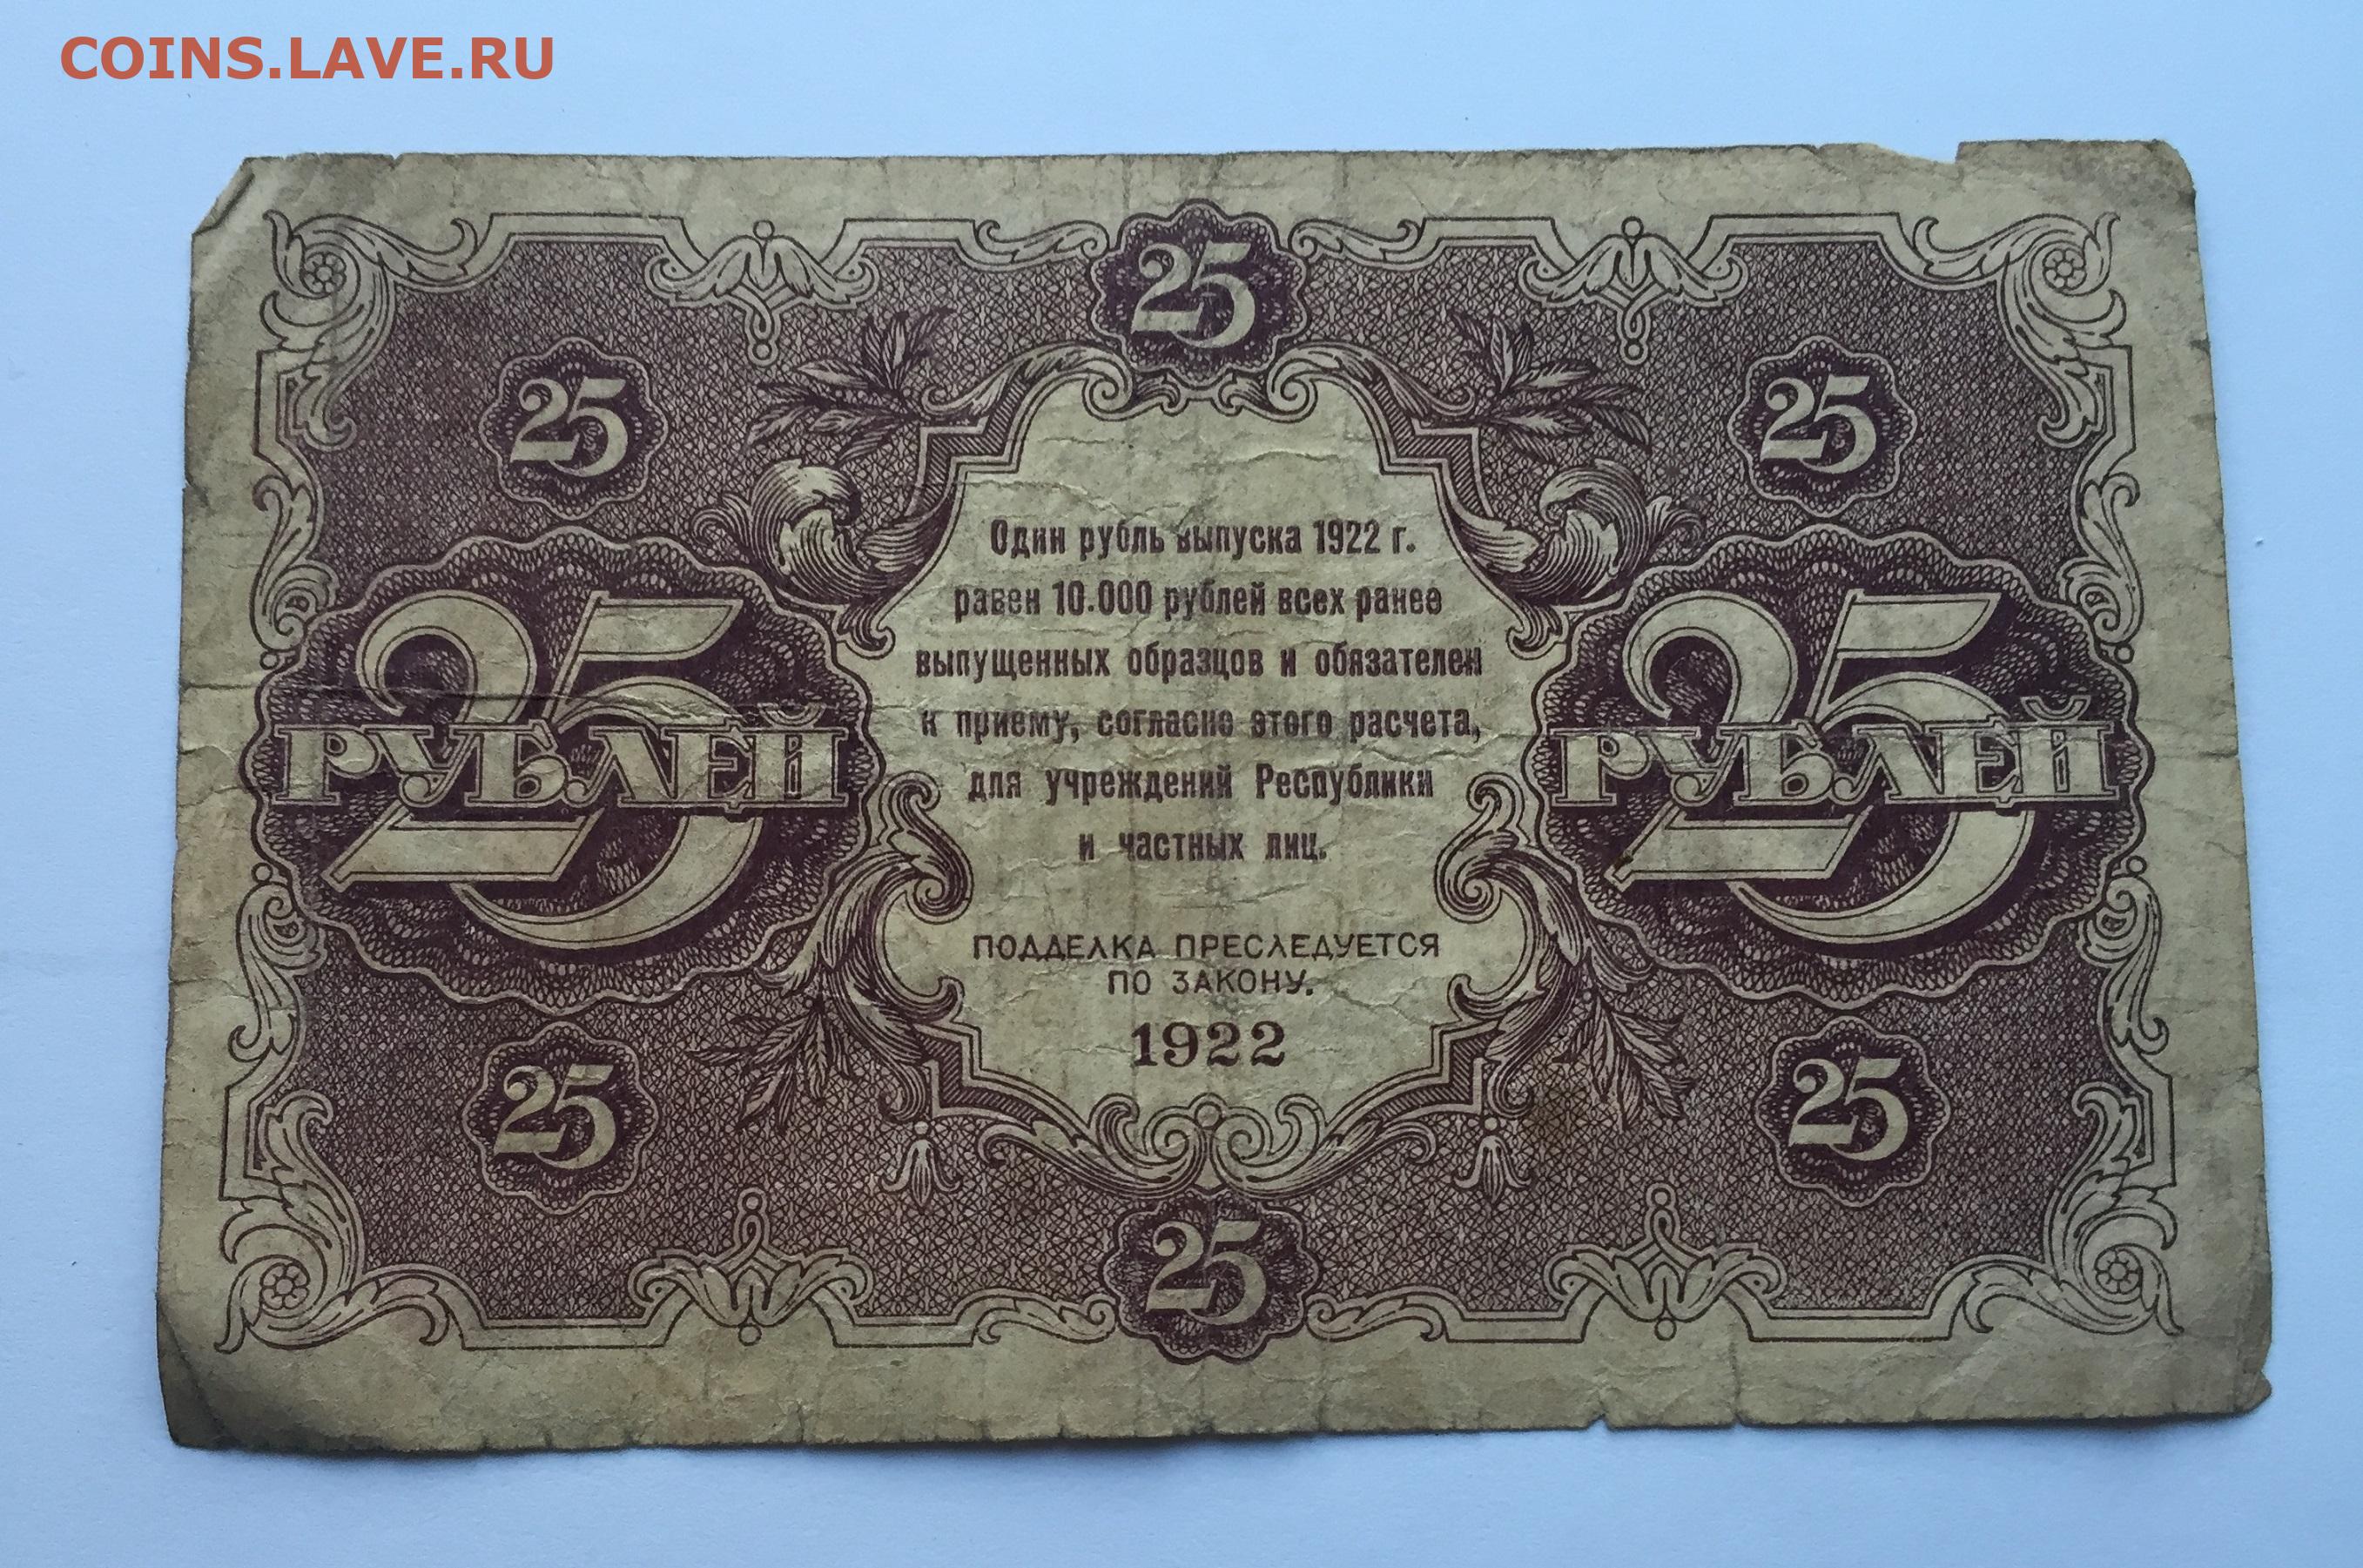 COINS.LAVE.RU
25
25
25
Один рубль выпуска 1922 г.
равен 10.000 рублей всех ранее
выпущенных образцов и обязателен
к приему, согласно этого расчета,
для учреждений Республики
и частных лиц.
25
РУБЛЕЙ
25
РУБЛЕЙ
ПОДДЕЛКА ПРЕСЛЕДУЕТСЯ
ПО ЗАКОНУ.
1922
25
25
25